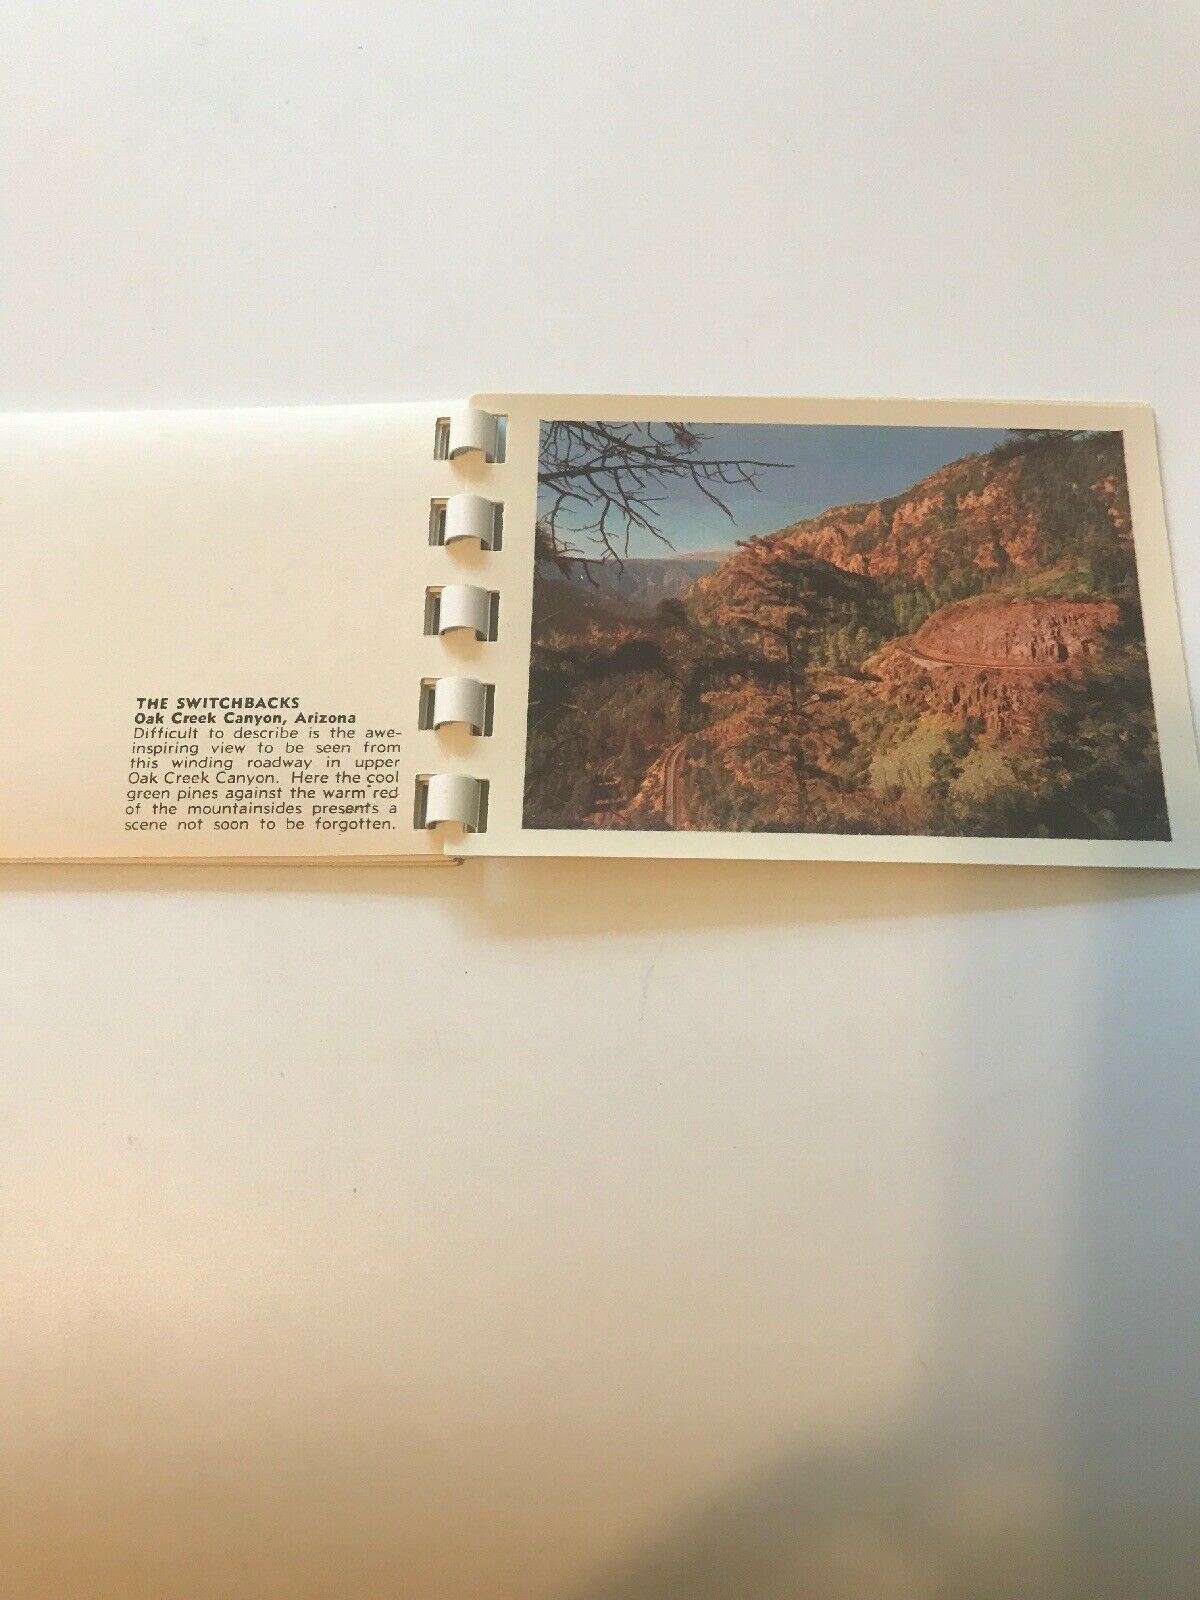 THE SWITCHBACKS
Oak Creek Canyon, Arizona
Difficult to describe is the awe-
inspiring view to be seen from
this winding roadway in upper
Oak Creek Canyon. Here the cool
green pines against the warm red
of the mountainsides presents a
scene not soon to be forgotten.